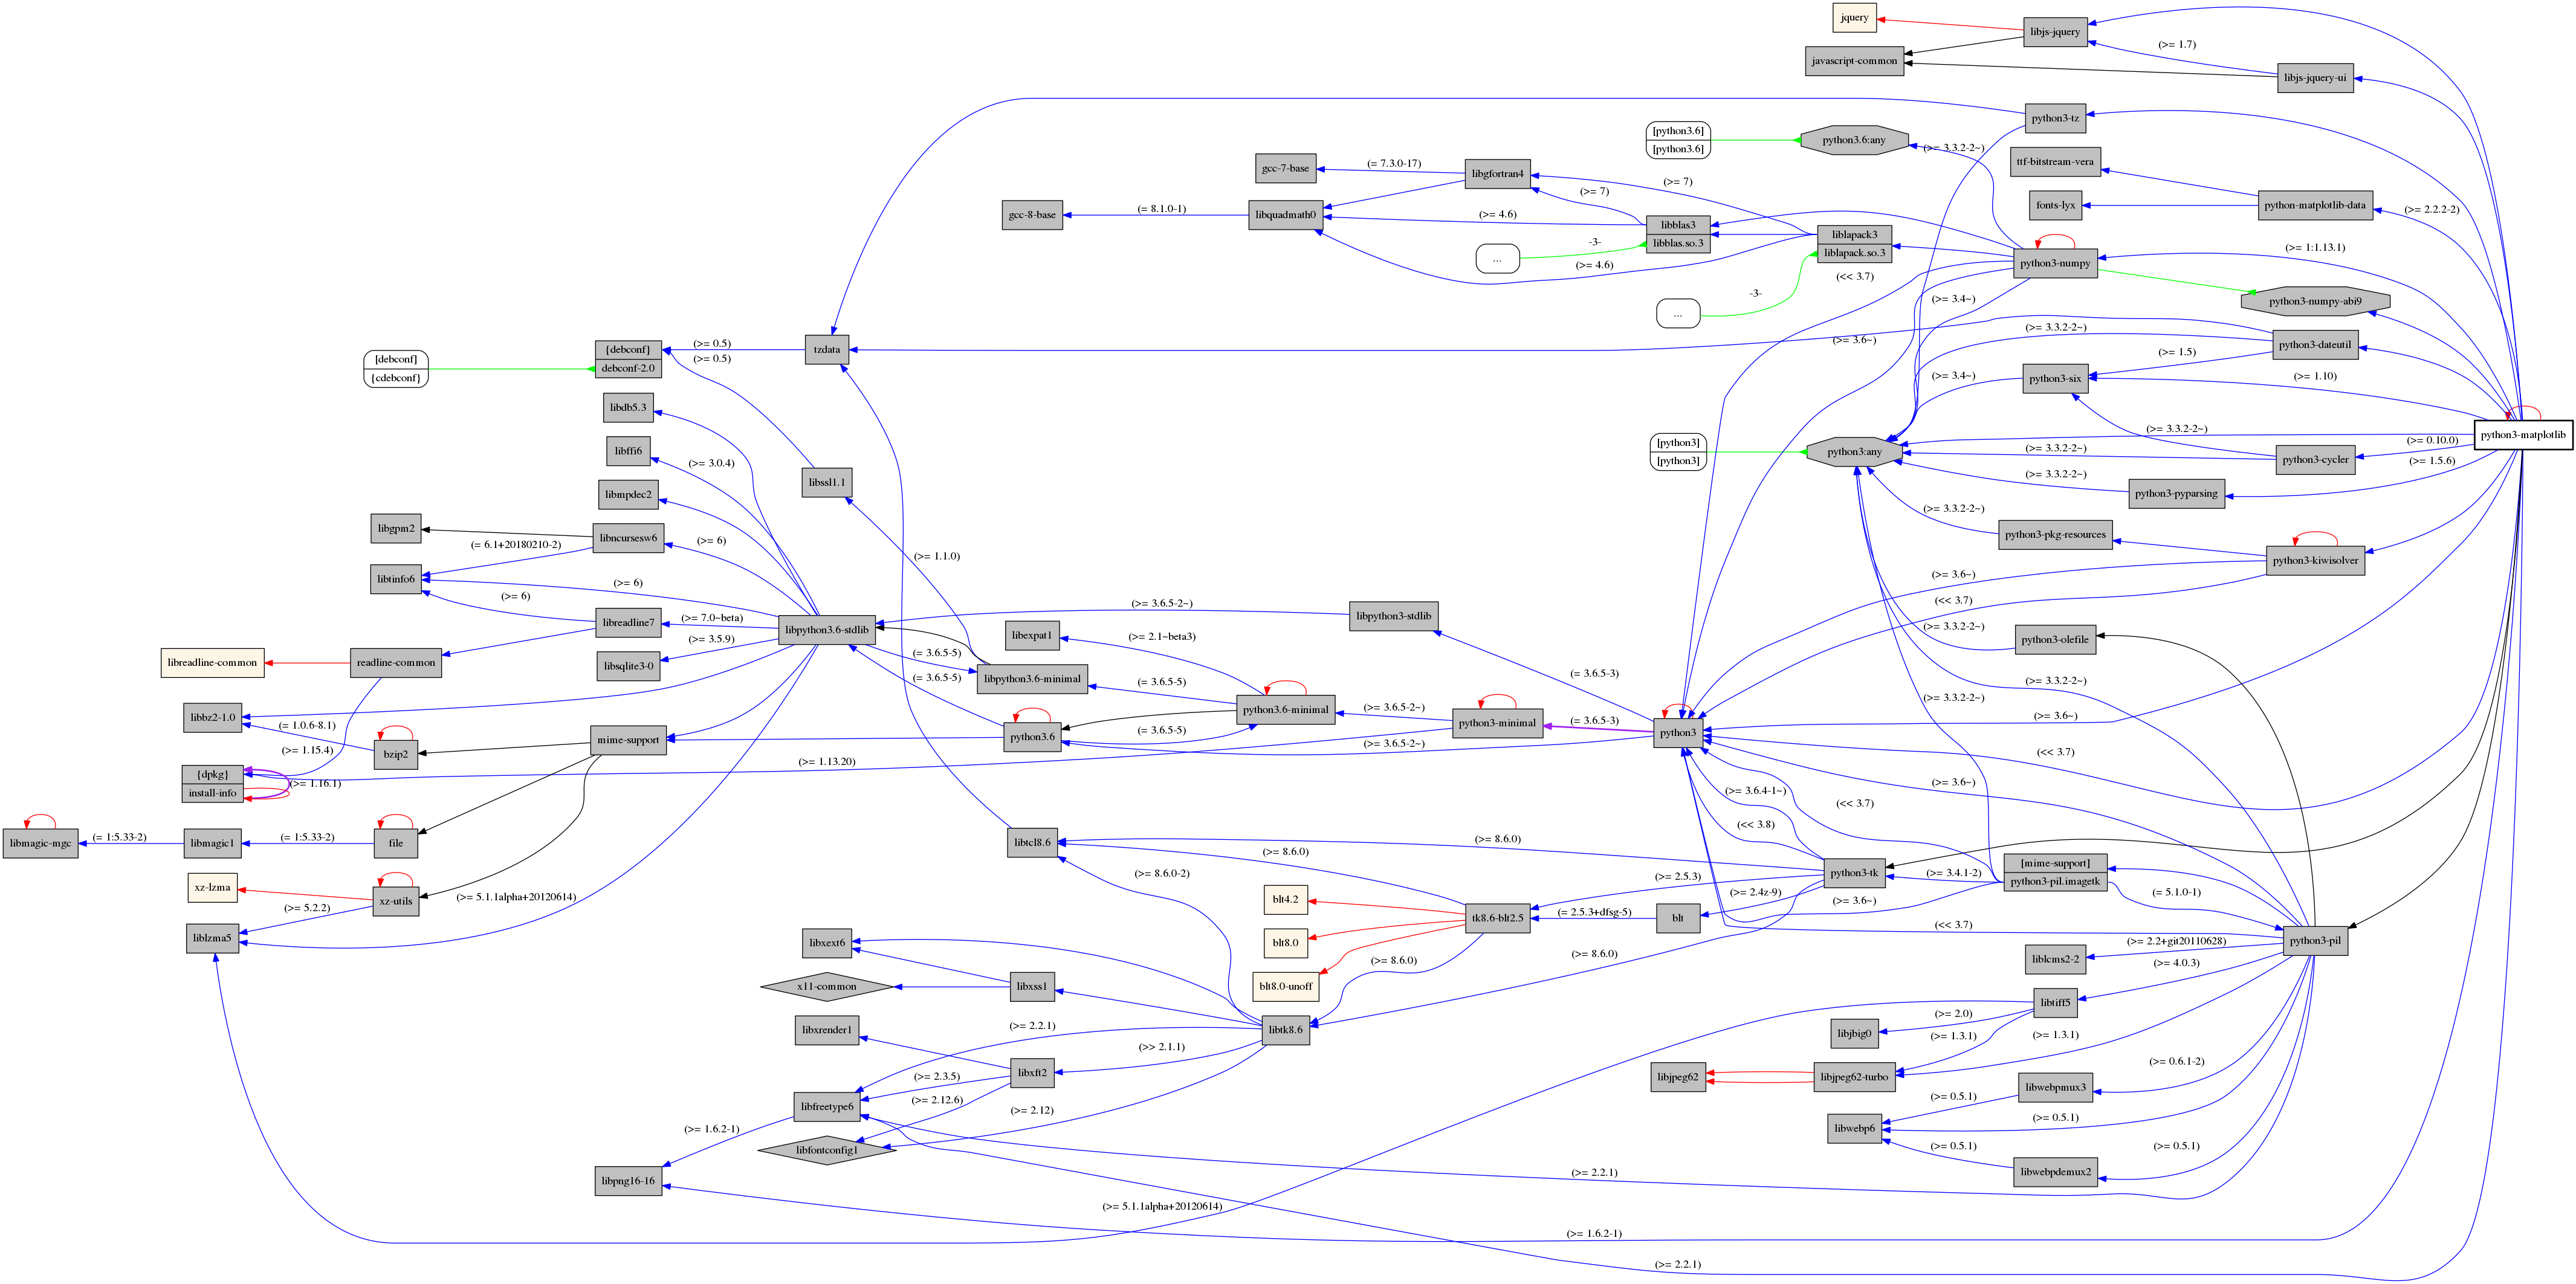 jquery
libjs-jquery
javascript-common
(>= 1.7)
libjs-jquery-ui
python3-tz
[python3.6]
[python3.6]
python3.6:any
(>= 3.3.2-2~)
ttf-bitstream-vera
gcc-7-base
(= 7.3.0-17)
libgfortran4
(>= 7)
(>= 7)
fonts-lyx
python-matplotlib-data
(>= 2.2.2-2)
gcc-8-base
(= 8.1.0-1)
libquadmath0
(>= 4.6)
libblas3
libblas.so.3
-3-
...
liblapack3
liblapack.so.3
(>= 4.6)
(<< 3.7)
python3-numpy
(>= 1:1.13.1)
-3-
...
(>= 3.4~)
python3-numpy-abi9
[debconf]
{cdebconf}
{debconf}
debconf-2.0
(>= 0.5)
(>= 0.5)
tzdata
(>= 3.6~)
(>= 3.3.2-2~)
python3-dateutil
(>= 1.5)
(>= 3.4~)
python3-six
(>= 1.10)
libdb5.3
libffi6
(>= 3.0.4)
libmpdec2
libssl1.1
[python3]
[python3]
python3:any
(>= 3.3.2-2~)
(>= 0.10.0)
python3-matplotlib
(>= 3.3.2-2~)
python3-cycler
(>= 1.5.6)
(>= 3.3.2-2~)
python3-pyparsing
libgpm2
libncursesw6
(= 6.1+20180210-2)
(>= 6)
(>= 1.1.0)
(>= 3.3.2-2~)
python3-pkg-resources
python3-kiwisolver
libtinfo6
(>= 6)
(>= 6)
(>= 3.6~)
(<< 3.7)
libreadline7
(>= 7.0~beta)
libpython3.6-stdlib
(>= 3.6.5-2~)
libpython3-stdlib
(>= 3.3.2-2~)
python3-olefile
libexpat1
(>= 2.1~beta3)
(>= 3.5.9)
libsqlite3-0
(= 3.6.5-5)
libpython3.6-minimal
(= 3.6.5-5)
(= 3.6.5-5)
(= 3.6.5-3)
libreadline-common
readline-common
libbz2-1.0
(= 1.0.6-8.1)
bzip2
(>= 1.15.4)
mime-support
python3.6
(= 3.6.5-5)
python3.6-minimal
(>= 3.6.5-2~)
python3-minimal
(= 3.6.5-3)
python3
(>= 3.6.5-2~)
(>= 3.3.2-2~)
(>= 3.3.2-2~)
(>= 3.6~)
(<< 3.7)
{dpkg}
install-info
(>= 1.16.1)
(>= 1.13.20)
(>= 3.6.4-1~)
(>= 3.6~)
(<< 3.7)
(<< 3.8)
libmagic-mgc
(= 1:5.33-2)
libmagic1
(= 1:5.33-2)
file
libtcl8.6
(>= 8.6.0)
(>= 8.6.0)
(>= 8.6.0-2)
python3-tk
(>= 3.4.1-2)
[mime-support]
python3-pil.imagetk
(= 5.1.0-1)
xz-lzma
xz-utils
(>= 5.2.2)
(>= 5.1.1alpha+20120614)
liblzma5
blt4.2
blt8.0
blt8.0-unoff
(>= 2.5.3)
tk8.6-blt2.5
(= 2.5.3+dfsg-5)
blt
(>= 2.4z-9)
(>= 3.6~)
(<< 3.7)
(>= 8.6.0)
(>= 8.6.0)
python3-pil
liblcms2-2
(>= 2.2+git20110628)
(>= 4.0.3)
libxext6
x11-common
libxss1
libtiff5
libxrender1
(>= 2.2.1)
libtk8.6
(>> 2.1.1)
libjbig0
(>= 2.0)
(>= 1.3.1)
(>= 1.3.1)
libxft2
(>= 2.3.5)
(>= 2.12.6)
(>= 2.12)
libjpeg62
libjpeg62-turbo
libwebpmux3
(>= 0.6.1-2)
libfreetype6
(>= 1.6.2-1)
(>= 0.5.1)
libwebp6
(>= 0.5.1)
(>= 0.5.1)
(>= 0.5.1)
libwebpdemux2
libfontconfig1
libpng16-16
(>= 2.2.1)
(>= 5.1.1alpha+20120614)
(>= 1.6.2-1)
(>= 2.2.1)